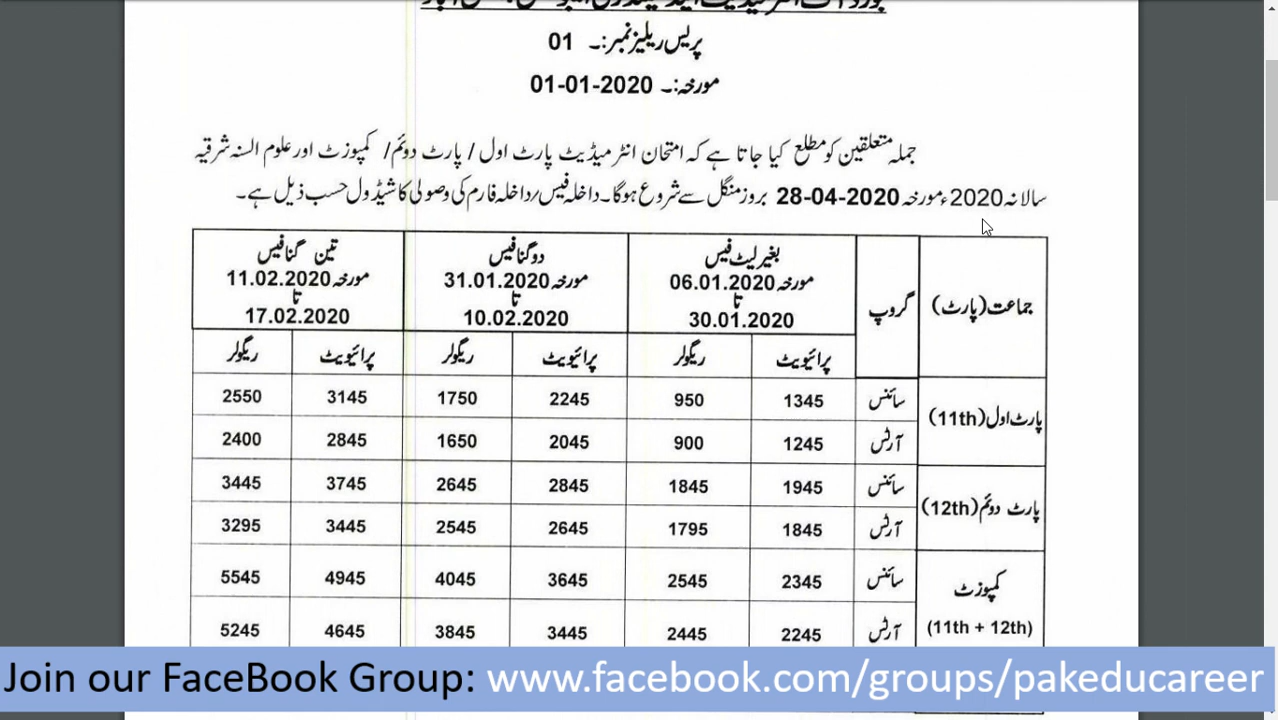 پریس ریلیز نمبر:۔ 01
مورخہ:۔ 01-01-2020
جملہ متعلقین کو مطلع کیا جاتا ہے کہ امتحان انٹر میڈیٹ پارٹ اول / پارٹ دوئم/ کمپوزٹ اور علوم السنہ شرقیہ
سالانہ 2020ء مورخہ 28-04-2020 بروز منگل سے شروع ہوگا۔ داخلہ فیس/داخلہ فارم کی وصولی کا شیڈول حسب ذیل ہے۔
جماعت (پارٹ) گروپ بغیر لیٹ فیس دوگنا فیس تین گنا فیس
مورخہ 06.01.2020 مورخہ 31.01.2020 مورخہ 11.02.2020
تا تا تا
30.01.2020 10.02.2020 17.02.2020
پرائیویٹ ریگولر پرائیویٹ ریگولر پرائیویٹ ریگولر
پارٹ اول (11th) سائنس 1345 950 2245 1750 3145 2550
آرٹس 1245 900 2045 1650 2845 2400
پارٹ دوئم (12th) سائنس 1945 1845 2845 2645 3745 3445
آرٹس 1845 1795 2645 2545 3445 3295
کمپوزٹ سائنس 2345 2545 3645 4045 4945 5545
(11th + 12th) آرٹس 2245 2445 3445 3845 4645 5245
Join our FaceBook Group: www.facebook.com/groups/pakeducareer